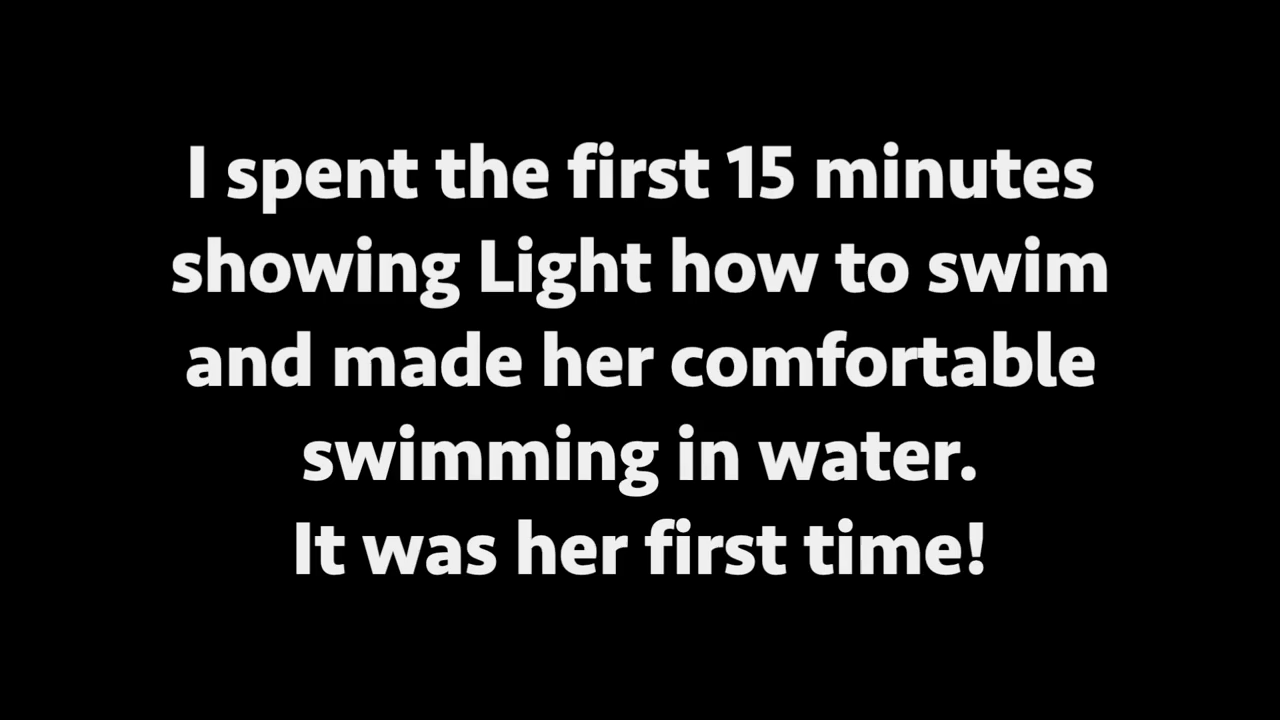 I spent the first 15 minutes
showing Light how to swim
and made her comfortable
swimming in water.
It was her first time!